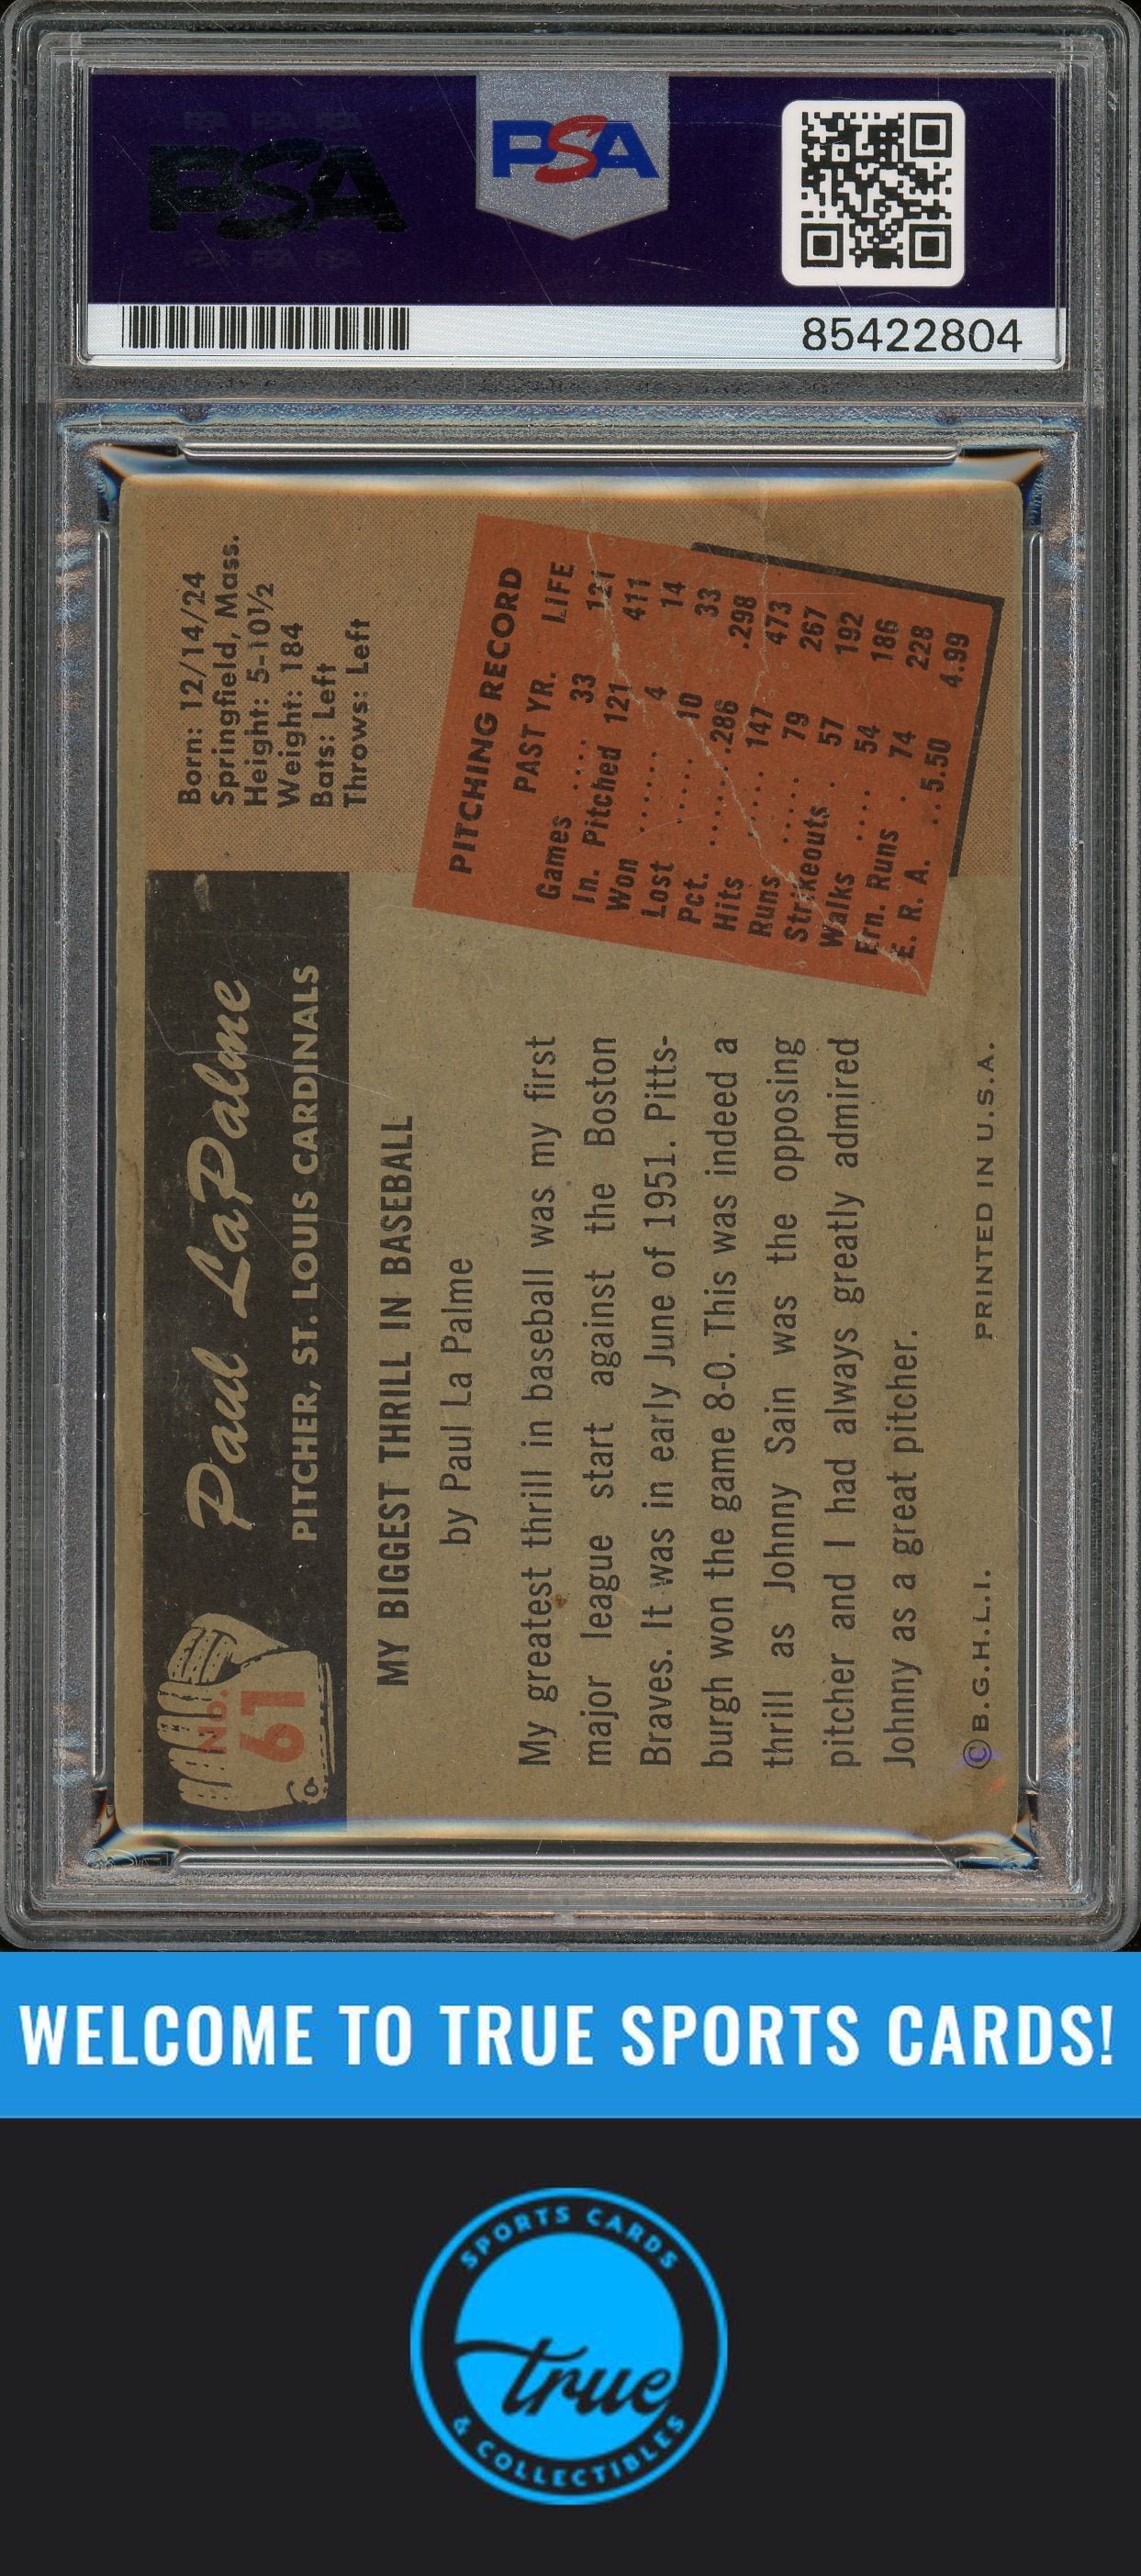 PSA
PSA
85422804
No.
61
Paul LaPalme
PITCHER, ST. LOUIS CARDINALS
Born: 12/14/24
Springfield, Mass.
Height: 5-10½
Weight: 184
Bats: Left
Throws: Left
MY BIGGEST THRILL IN BASEBALL
by Paul La Palme
My greatest thrill in baseball was my first
major league start against the Boston
Braves. It was in early June of 1951. Pitts-
burgh won the game 8-0. This was indeed a
thrill as Johnny Sain was the opposing
pitcher and I had always greatly admired
Johnny as a great pitcher.
PITCHING RECORD
PAST YR. LIFE
Games ..... 33 121
In. Pitched 121 411
Won ...... 4 14
Lost ..... 10 33
Pct. ...... .286 .298
Hits ..... 147 473
Runs ..... 79 267
Strikeouts . 57 192
Walks .... 54 186
Ern. Runs . 74 228
E. R. A. .. 5.50 4.99
© B.G.H.L.I. PRINTED IN U.S.A.
WELCOME TO TRUE SPORTS CARDS!
SPORTS CARDS
true
& COLLECTIBLES